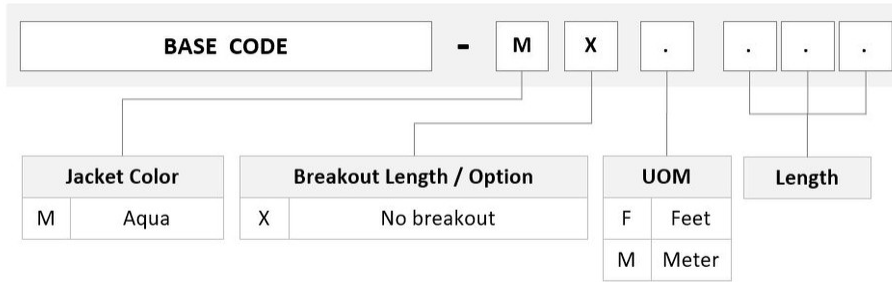 BASE CODE - M X . . . .
Jacket Color
M Aqua
Breakout Length / Option
X No breakout
UOM
F Feet
M Meter
Length